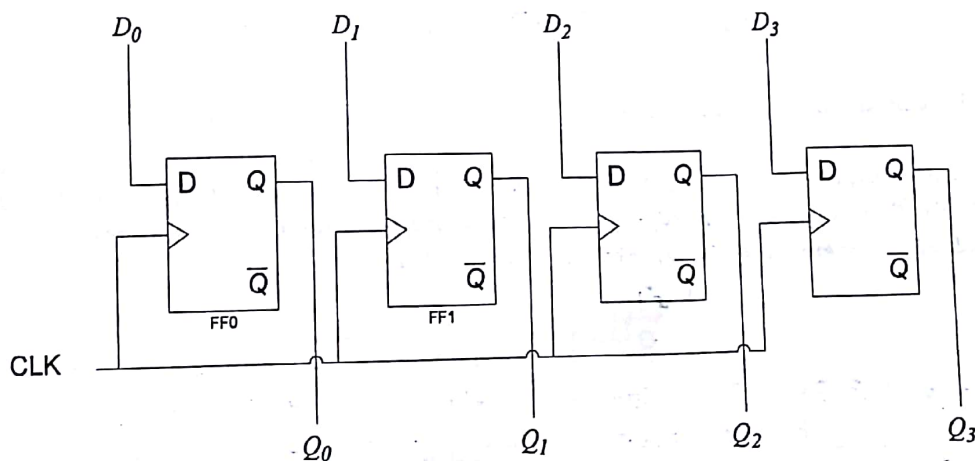 D0 D1 D2 D3
D Q D Q D Q D Q
Q̅ Q̅ Q̅ Q̅
FF0 FF1
CLK
Q0 Q1 Q2 Q3